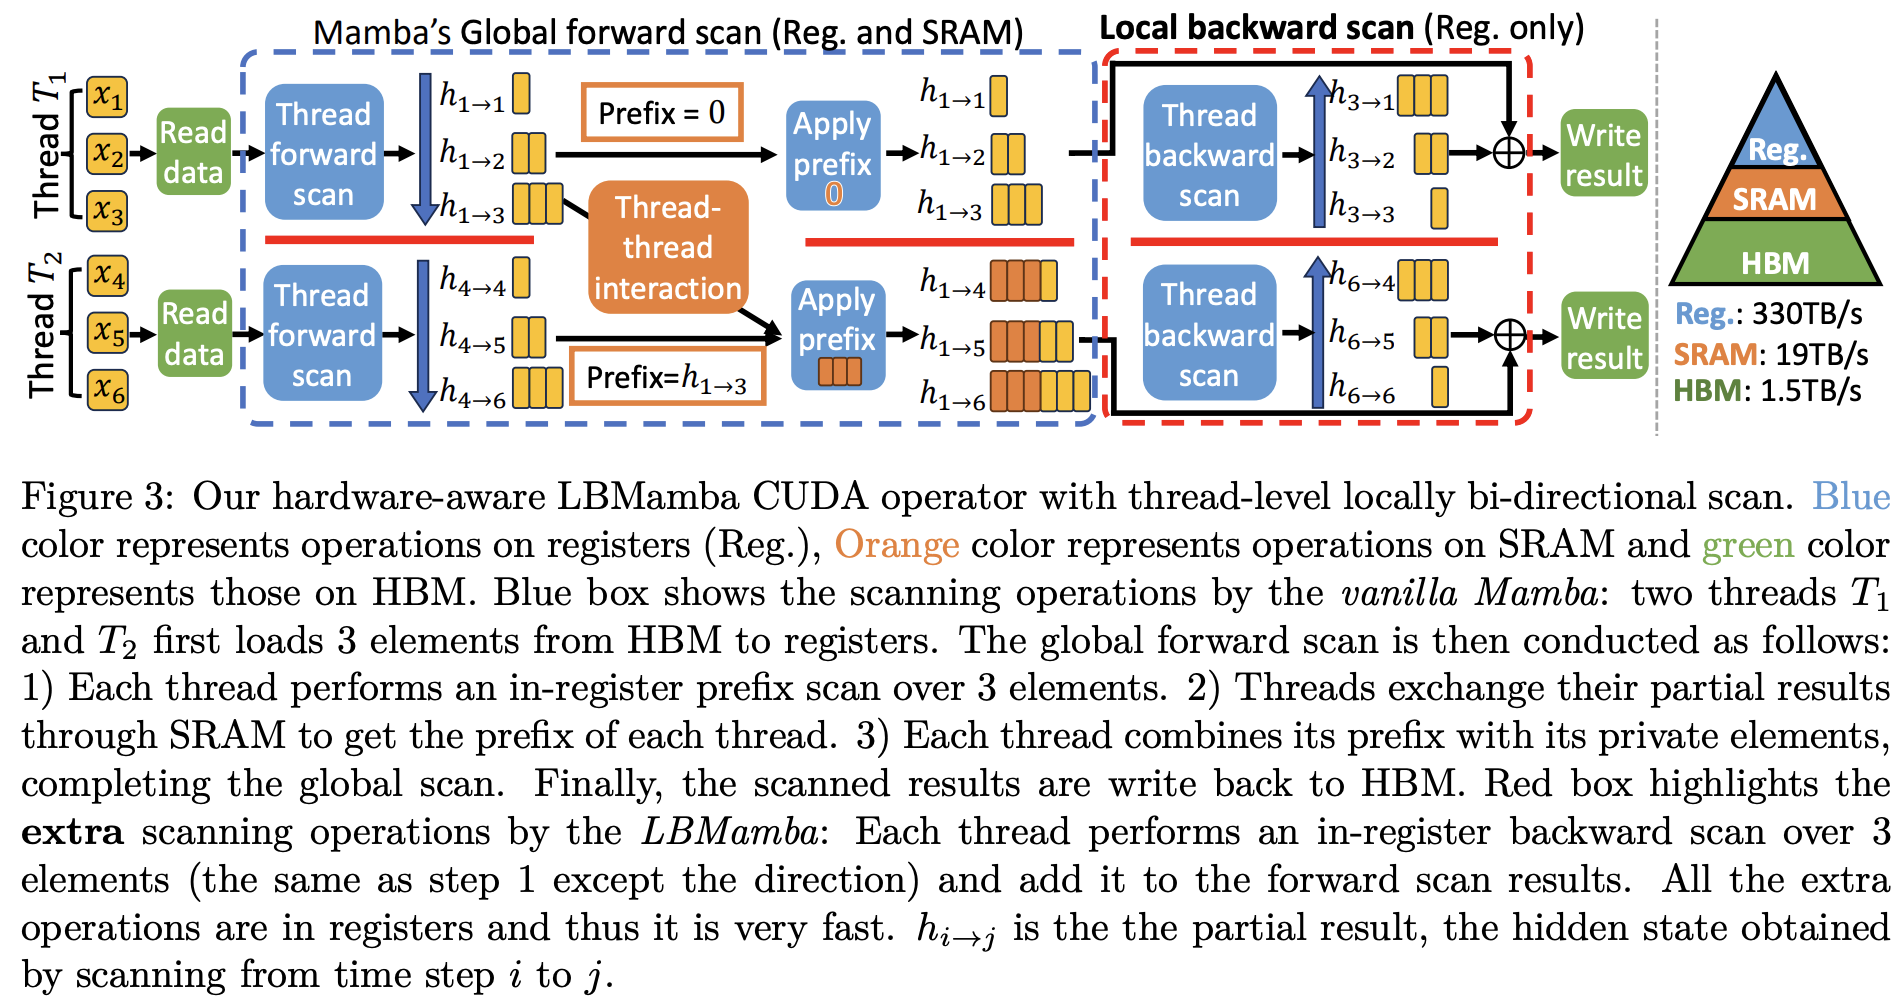 Mamba's Global forward scan (Reg. and SRAM)
Local backward scan (Reg. only)
Thread T₁
x₁
x₂
x₃
Read data
Thread forward scan
h₁→₁
h₁→₂
h₁→₃
Prefix = 0
Apply prefix 0
h₁→₁
h₁→₂
h₁→₃
Thread backward scan
h₃→₁
h₃→₂
h₃→₃
Write result
Thread-thread interaction
Thread T₂
x₄
x₅
x₆
Read data
Thread forward scan
h₄→₄
h₄→₅
h₄→₆
Prefix=h₁→₃
Apply prefix
h₁→₄
h₁→₅
h₁→₆
Thread backward scan
h₆→₄
h₆→₅
h₆→₆
Write result
Reg.
SRAM
HBM
Reg.: 330TB/s
SRAM: 19TB/s
HBM: 1.5TB/s
Figure 3: Our hardware-aware LBMamba CUDA operator with thread-level locally bi-directional scan. Blue
color represents operations on registers (Reg.), Orange color represents operations on SRAM and green color
represents those on HBM. Blue box shows the scanning operations by the vanilla Mamba: two threads T₁
and T₂ first loads 3 elements from HBM to registers. The global forward scan is then conducted as follows:
1) Each thread performs an in-register prefix scan over 3 elements. 2) Threads exchange their partial results
through SRAM to get the prefix of each thread. 3) Each thread combines its prefix with its private elements,
completing the global scan. Finally, the scanned results are write back to HBM. Red box highlights the
extra scanning operations by the LBMamba: Each thread performs an in-register backward scan over 3
elements (the same as step 1 except the direction) and add it to the forward scan results. All the extra
operations are in registers and thus it is very fast. hᵢ→ⱼ is the the partial result, the hidden state obtained
by scanning from time step i to j.